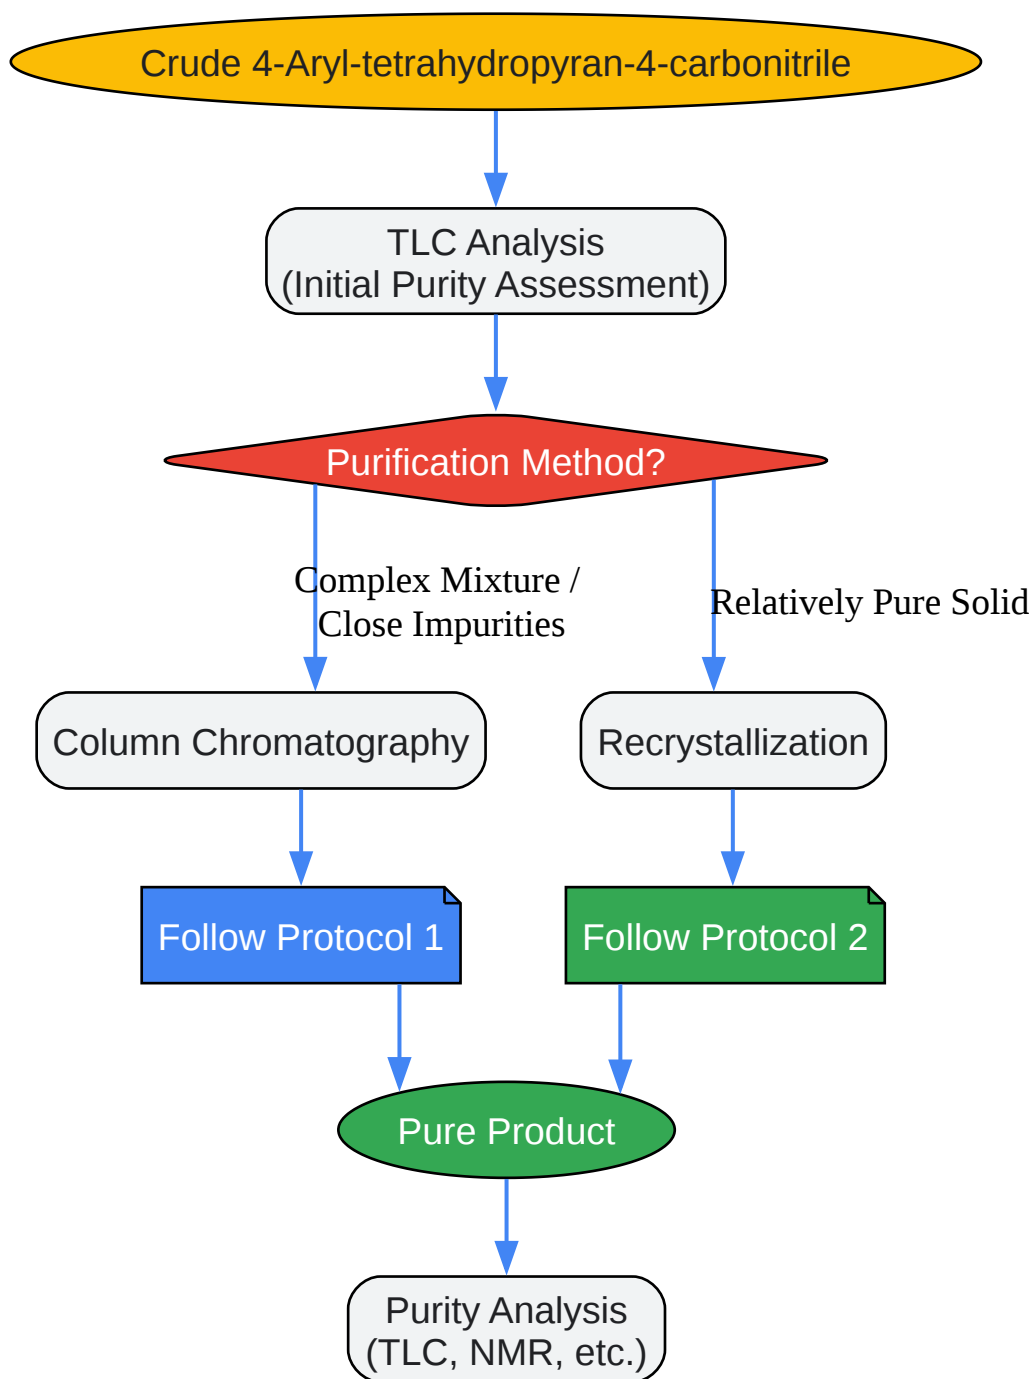 Crude 4-Aryl-tetrahydropyran-4-carbonitrile
TLC Analysis
(Initial Purity Assessment)
Purification Method?
Complex Mixture /
Close Impurities
Relatively Pure Solid
Column Chromatography
Recrystallization
Follow Protocol 1
Follow Protocol 2
Pure Product
Purity Analysis
(TLC, NMR, etc.)